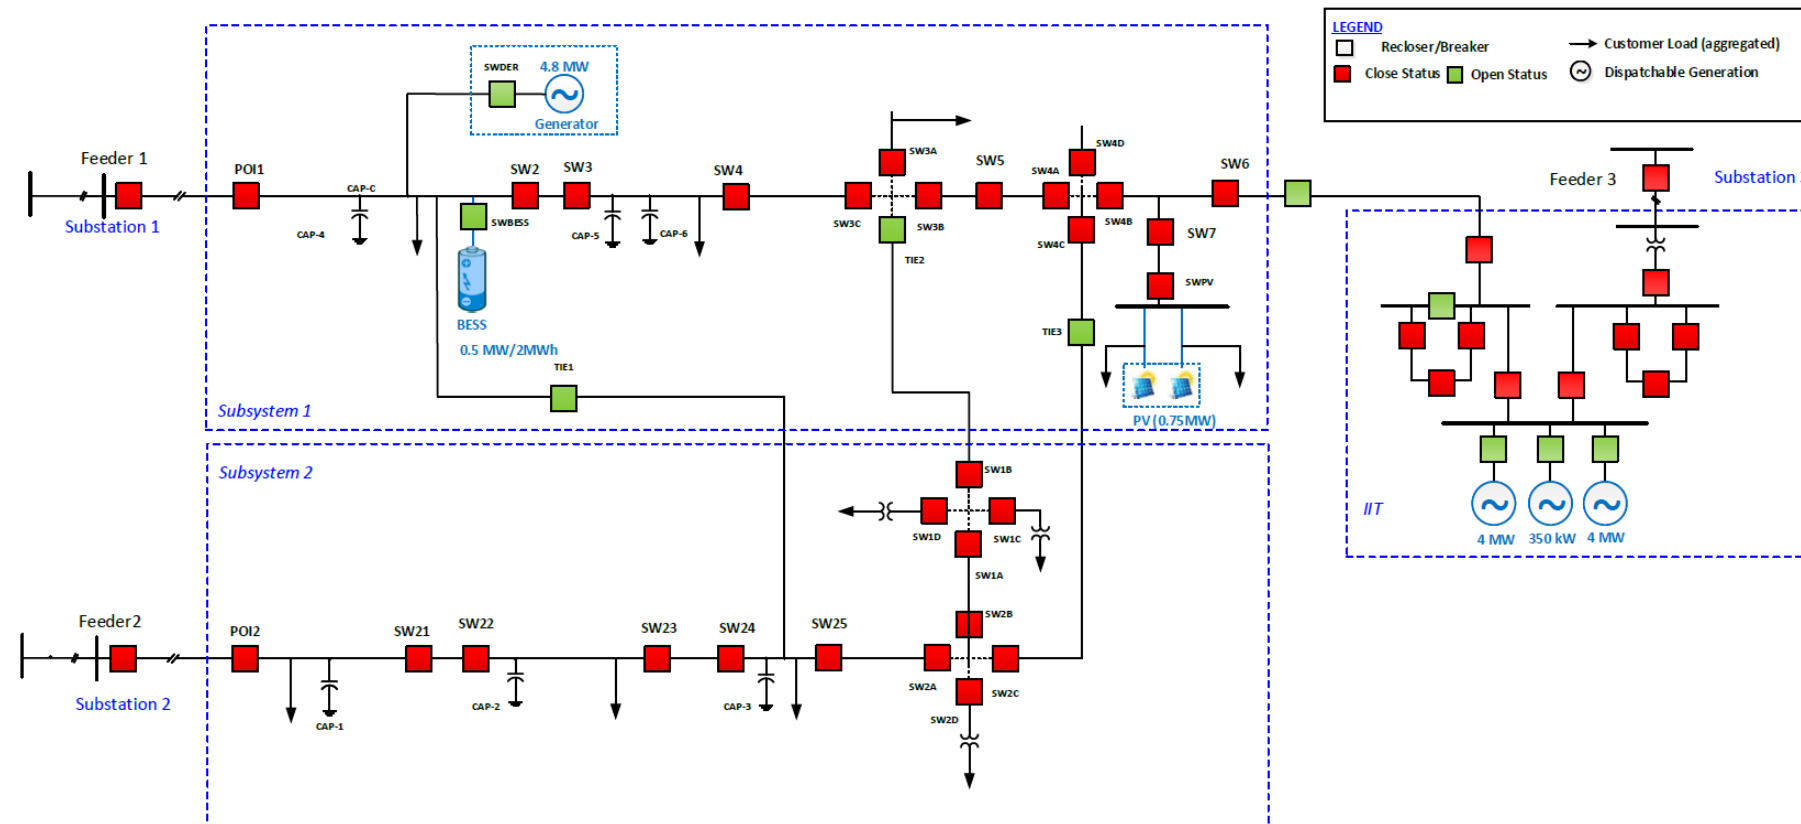 LEGEND
Recloser/Breaker
Customer Load (aggregated)
Close Status
Open Status
Dispatchable Generation
SWDER
4.8 MW
Generator
Feeder 1
POI1
CAP-C
SW2
SW3
SW4
SW3A
SW5
SW4D
SW4A
SW6
Feeder 3
Substation
Substation 1
CAP-4
SWBESS
CAP-5
CAP-6
SW3C
SW3B
SW4B
SW4C
SW7
TIE2
SWPV
BESS
0.5 MW/2MWh
TIE1
TIE3
PV (0.75MW)
Subsystem 1
Subsystem 2
SW1B
SW1D
SW1C
SW1A
IIT
4 MW
350 kW
4 MW
Feeder2
POI2
SW21
SW22
SW23
SW24
SW25
SW2B
SW2A
SW2C
SW2D
Substation 2
CAP-1
CAP-2
CAP-3